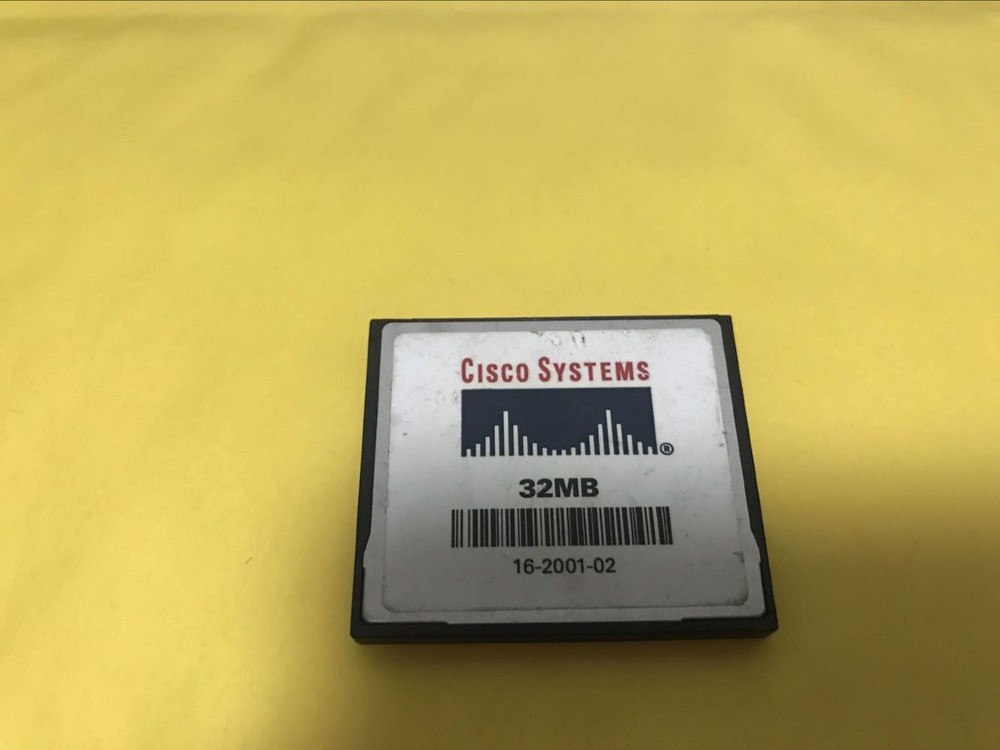 CISCO SYSTEMS
®
32MB
16-2001-02